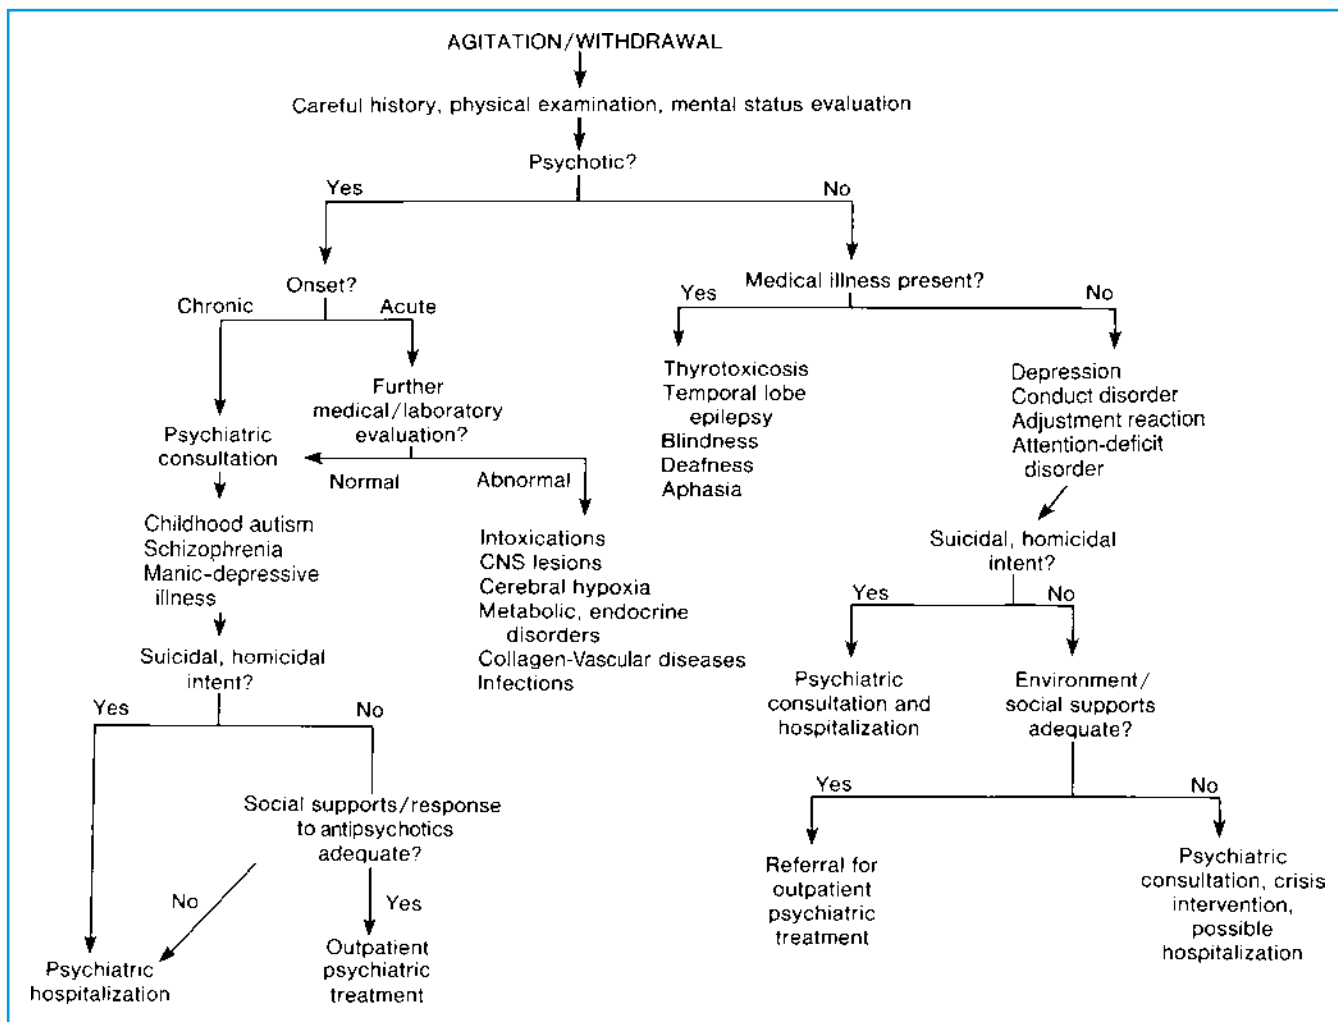 AGITATION/WITHDRAWAL
Careful history, physical examination, mental status evaluation
Psychotic?
Yes
No
Onset?
Chronic
Acute
Further
medical/laboratory
evaluation?
Psychiatric
consultation
Normal
Abnormal
Childhood autism
Schizophrenia
Manic-depressive
illness
Intoxications
CNS lesions
Cerebral hypoxia
Metabolic, endocrine
disorders
Collagen-Vascular diseases
Infections
Suicidal, homicidal
intent?
Yes
No
Social supports/response
to antipsychotics
adequate?
No
Yes
Psychiatric
hospitalization
Outpatient
psychiatric
treatment
Medical illness present?
Yes
No
Thyrotoxicosis
Temporal lobe
epilepsy
Blindness
Deafness
Aphasia
Depression
Conduct disorder
Adjustment reaction
Attention-deficit
disorder
Suicidal, homicidal
intent?
Yes
No
Psychiatric
consultation and
hospitalization
Environment/
social supports
adequate?
Yes
No
Referral for
outpatient
psychiatric
treatment
Psychiatric
consultation, crisis
intervention,
possible
hospitalization